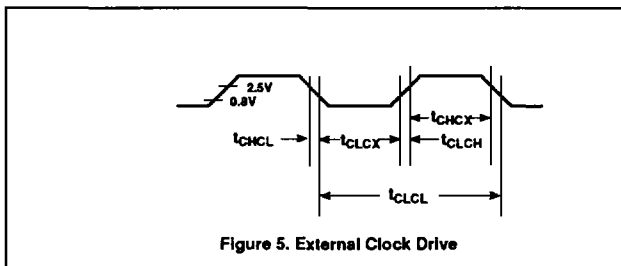 2.5V
0.8V
tCHCX
tCHCL
tCLCX
tCLCH
tCLCL
Figure 5. External Clock Drive